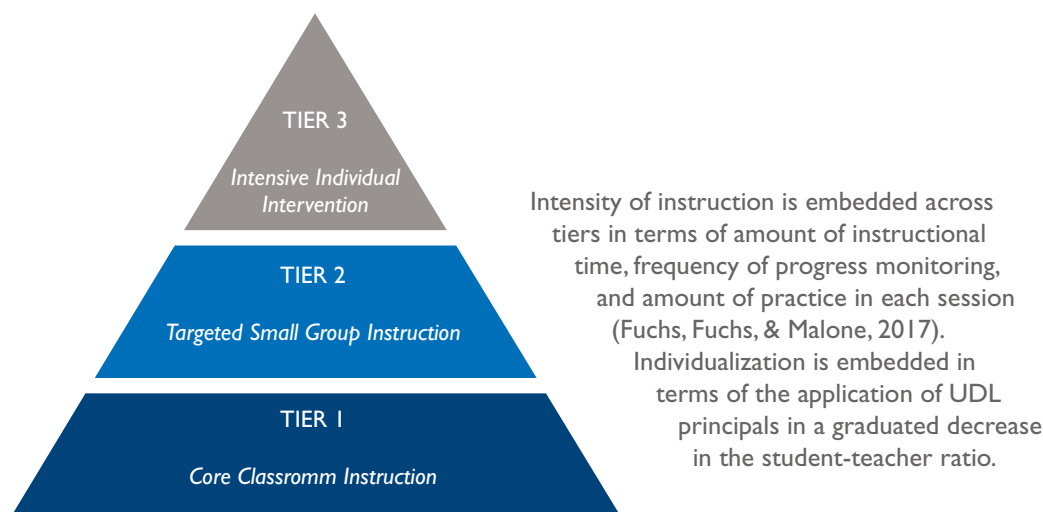 TIER 3
Intensive Individual
Intervention
TIER 2
Targeted Small Group Instruction
TIER 1
Core Classromm Instruction
Intensity of instruction is embedded across
tiers in terms of amount of instructional
time, frequency of progress monitoring,
and amount of practice in each session
(Fuchs, Fuchs, & Malone, 2017).
Individualization is embedded in
terms of the application of UDL
principals in a graduated decrease
in the student-teacher ratio.